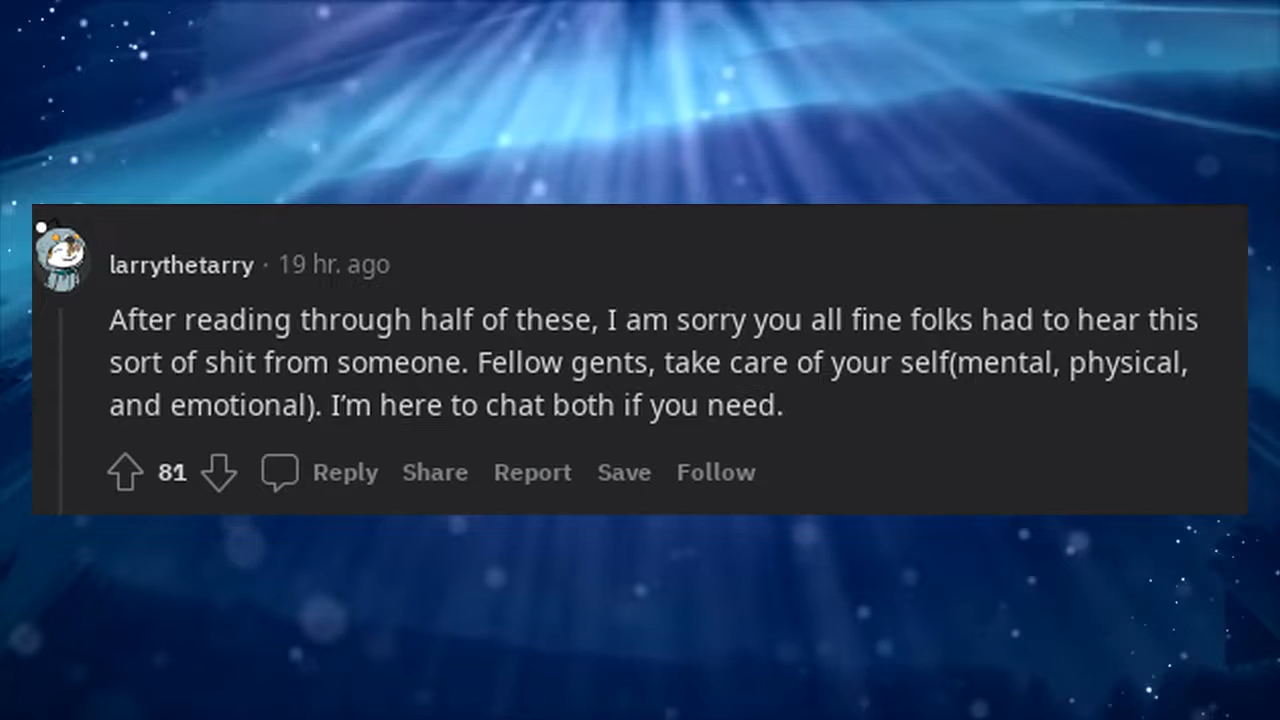 larrythetarry · 19 hr. ago
After reading through half of these, I am sorry you all fine folks had to hear this
sort of shit from someone. Fellow gents, take care of your self(mental, physical,
and emotional). I’m here to chat both if you need.
81 Reply Share Report Save Follow